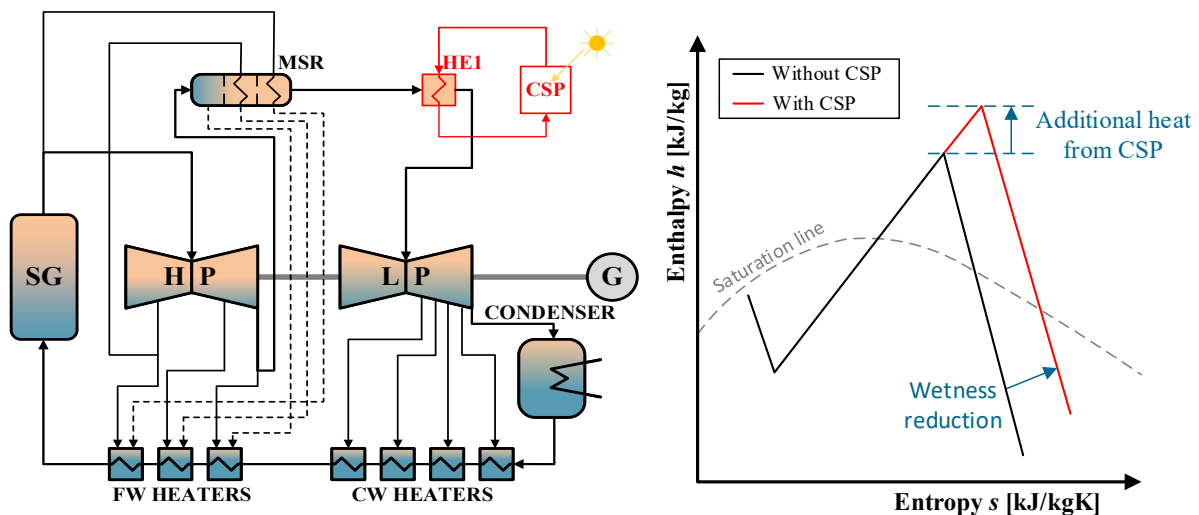 MSR
HE1
CSP
SG
H P
L P
G
CONDENSER
FW HEATERS
CW HEATERS
Enthalpy h [kJ/kg]
Without CSP
With CSP
Additional heat
from CSP
Saturation line
Wetness
reduction
Entropy s [kJ/kgK]